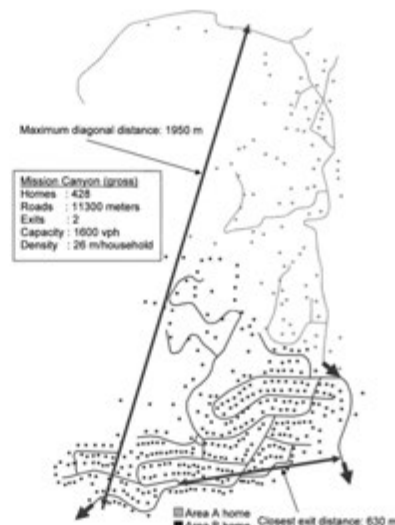 Maximum diagonal distance: 1950 m
Mission Canyon (gross)
Homes : 428
Roads : 11300 meters
Exits : 2
Capacity : 1600 vph
Density : 26 m/household
Area A home
Closest exit distance: 630 m